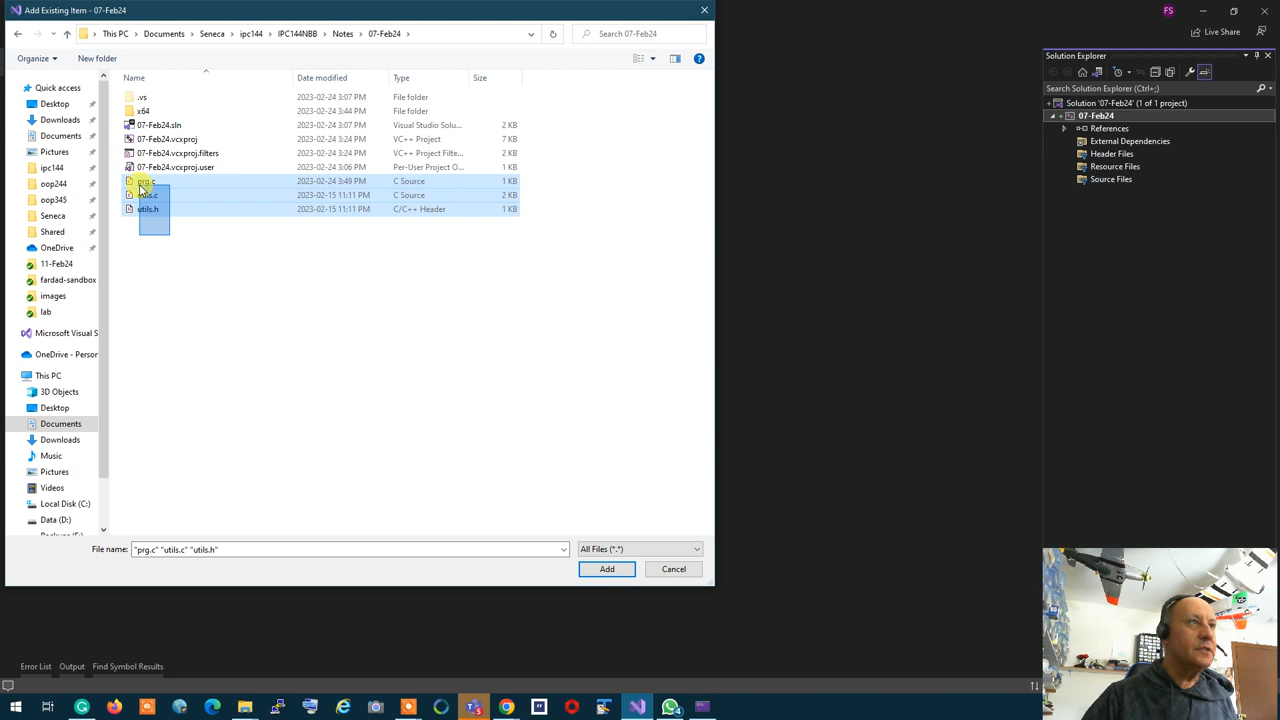 Add Existing Item - 07-Feb24
FS
This PC > Documents > Seneca > ipc144 > IPC144NBB > Notes > 07-Feb24 >
Search 07-Feb24
Live Share
Organize
New folder
Solution Explorer
Name Date modified Type Size
Search Solution Explorer (Ctrl+;)
Quick access
Desktop
Downloads
Documents
Pictures
ipc144
oop244
oop345
Seneca
Shared
OneDrive
11-Feb24
fardad-sandbox
images
lab
Microsoft Visual S
OneDrive - Person
This PC
3D Objects
Desktop
Documents
Downloads
Music
Pictures
Videos
Local Disk (C:)
Data (D:)
.vs 2023-02-24 3:07 PM File folder
x64 2023-02-24 3:44 PM File folder
07-Feb24.sln 2023-02-24 3:07 PM Visual Studio Solu... 2 KB
07-Feb24.vcxproj 2023-02-24 3:24 PM VC++ Project 7 KB
07-Feb24.vcxproj.filters 2023-02-24 3:24 PM VC++ Project Filte... 2 KB
07-Feb24.vcxproj.user 2023-02-24 3:06 PM Per-User Project O... 1 KB
prg.c 2023-02-24 3:49 PM C Source 1 KB
utils.c 2023-02-15 11:11 PM C Source 2 KB
utils.h 2023-02-15 11:11 PM C/C++ Header 1 KB
Solution '07-Feb24' (1 of 1 project)
07-Feb24
References
External Dependencies
Header Files
Resource Files
Source Files
File name: "prg.c" "utils.c" "utils.h"
All Files (*.*)
Add
Cancel
Error List Output Find Symbol Results